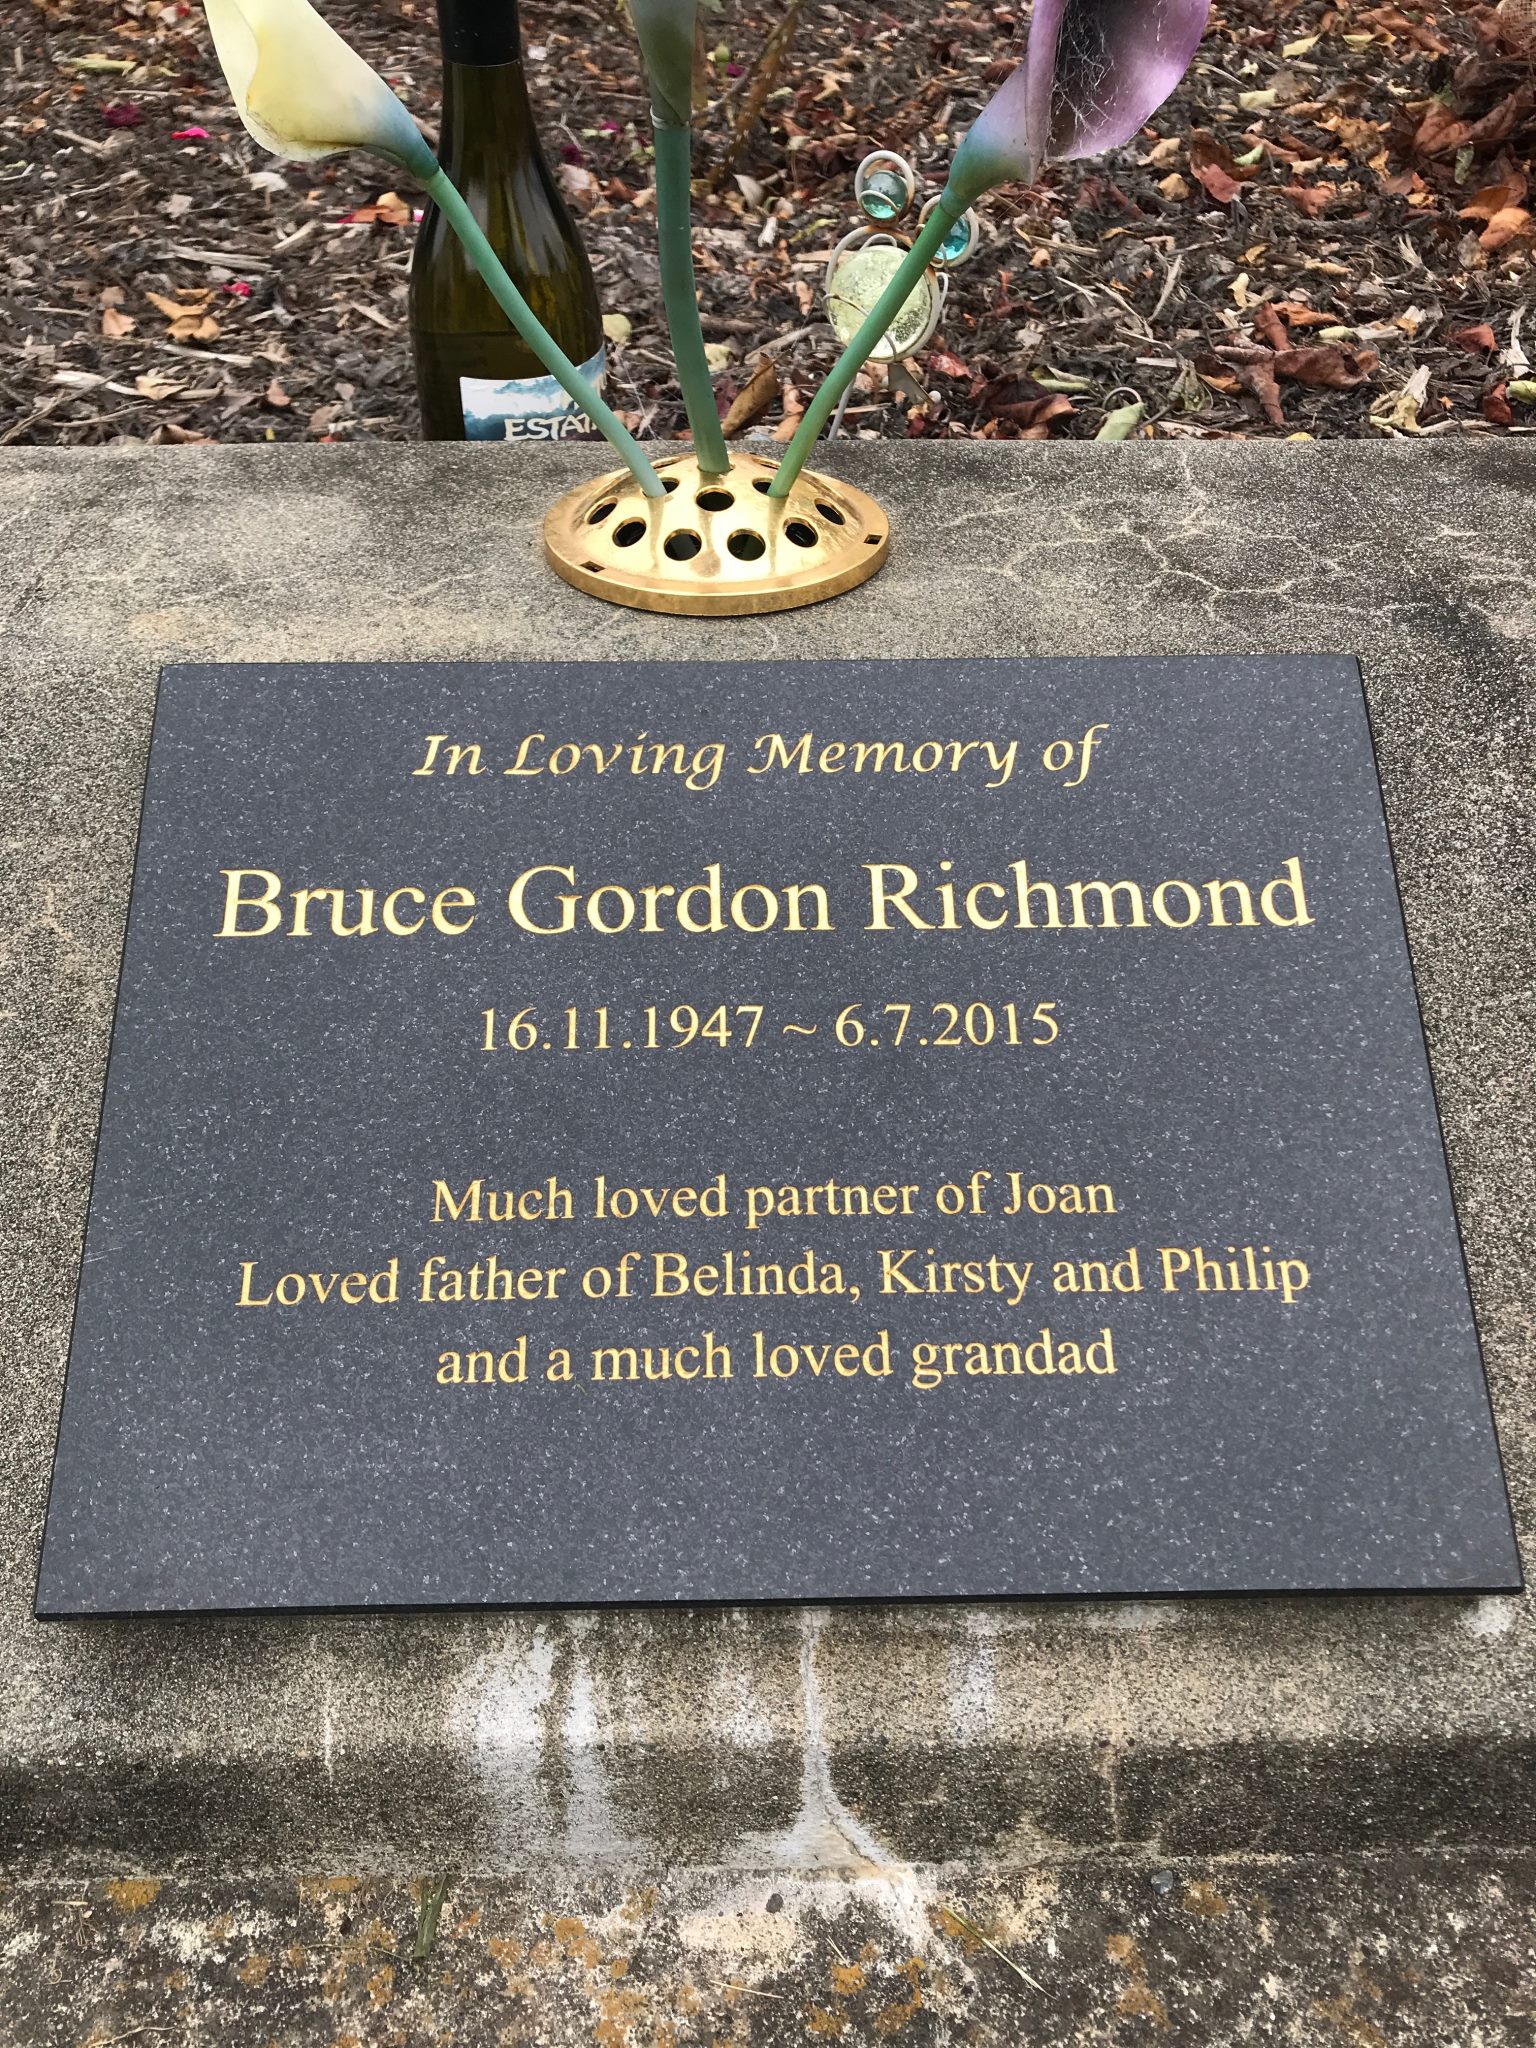 ESTATE
In Loving Memory of
Bruce Gordon Richmond
16.11.1947 ~ 6.7.2015
Much loved partner of Joan
Loved father of Belinda, Kirsty and Philip
and a much loved grandad